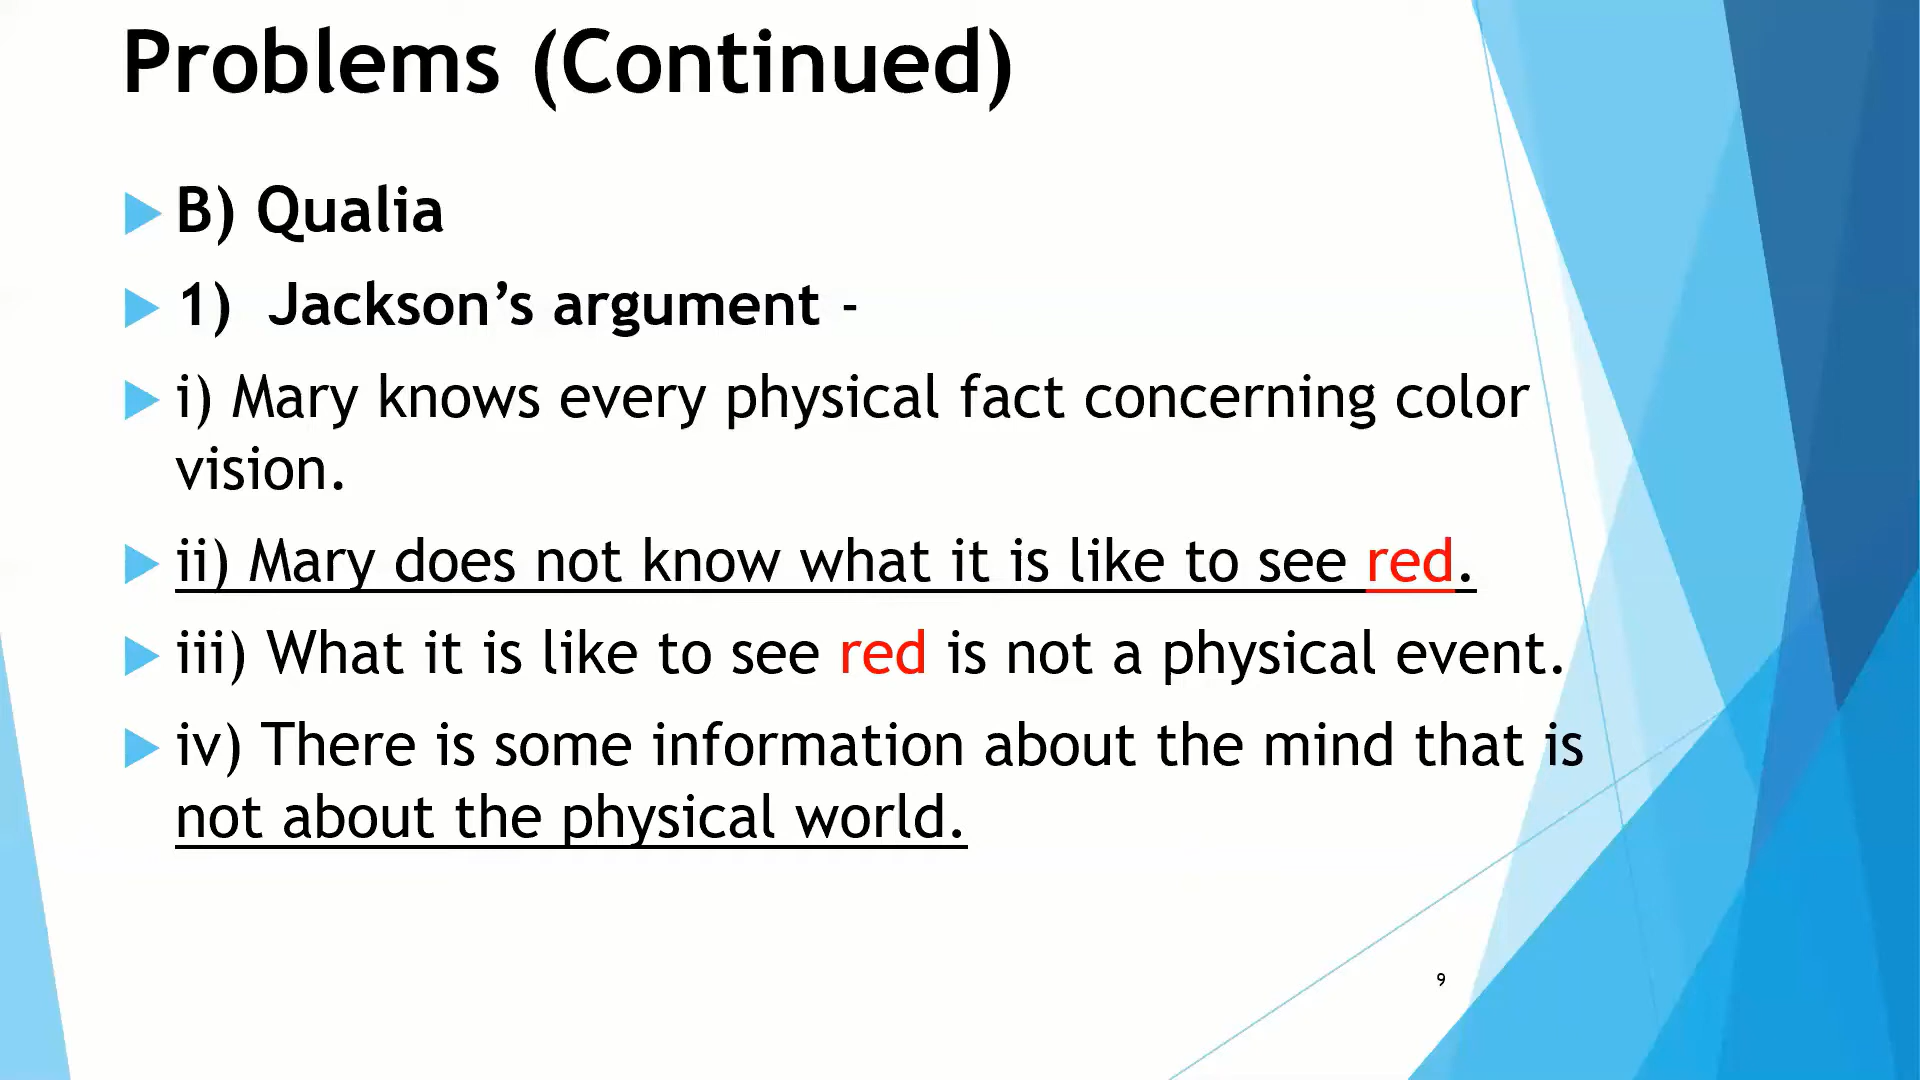 Problems (Continued)
B) Qualia
1) Jackson’s argument -
i) Mary knows every physical fact concerning color
vision.
ii) Mary does not know what it is like to see red.
iii) What it is like to see red is not a physical event.
iv) There is some information about the mind that is
not about the physical world.
9